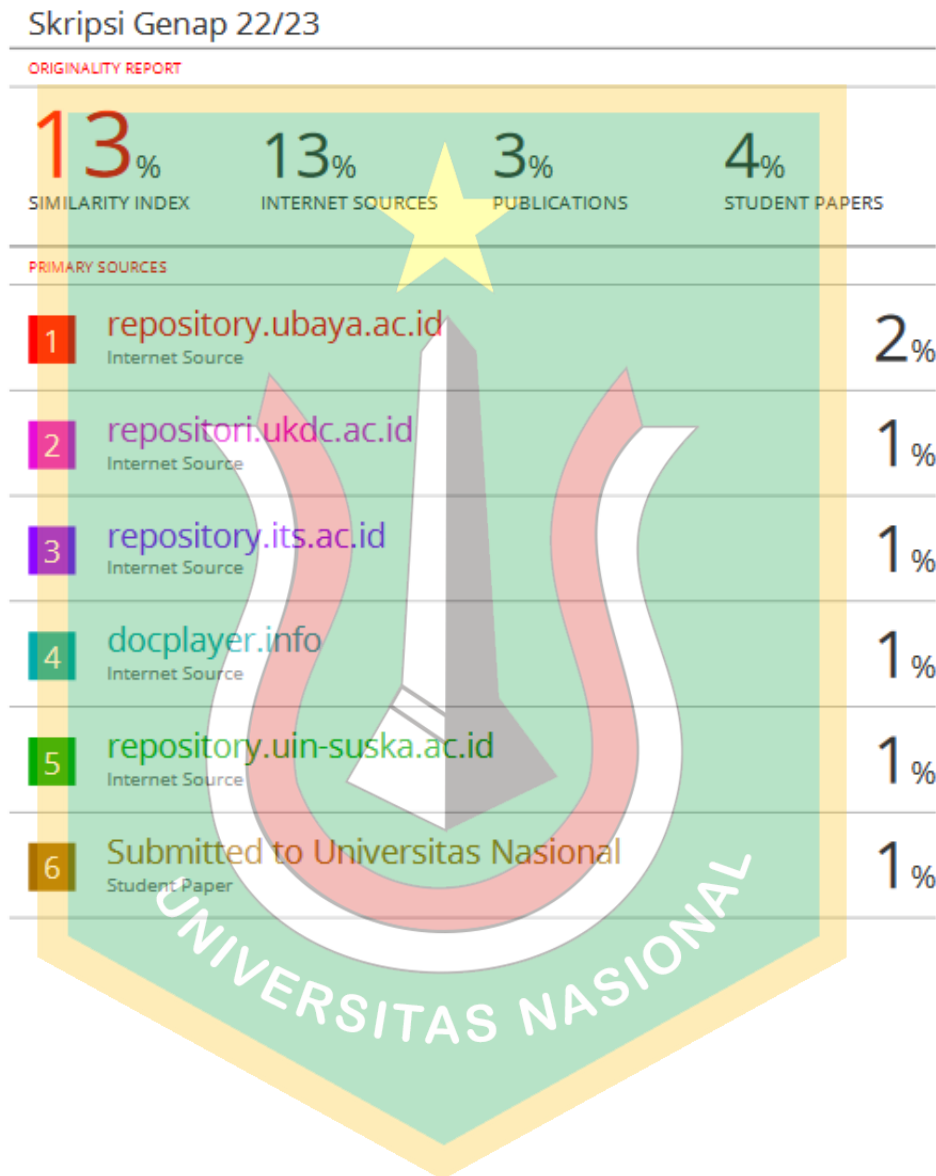 Skripsi Genap 22/23
ORIGINALITY REPORT
13% 13% 3% 4%
SIMILARITY INDEX INTERNET SOURCES PUBLICATIONS STUDENT PAPERS
PRIMARY SOURCES
1 repository.ubaya.ac.id 2%
Internet Source
2 repositori.ukdc.ac.id 1%
Internet Source
3 repository.its.ac.id 1%
Internet Source
4 docplayer.info 1%
Internet Source
5 repository.uin-suska.ac.id 1%
Internet Source
6 Submitted to Universitas Nasional 1%
Student Paper
UNIVERSITAS NASIONAL